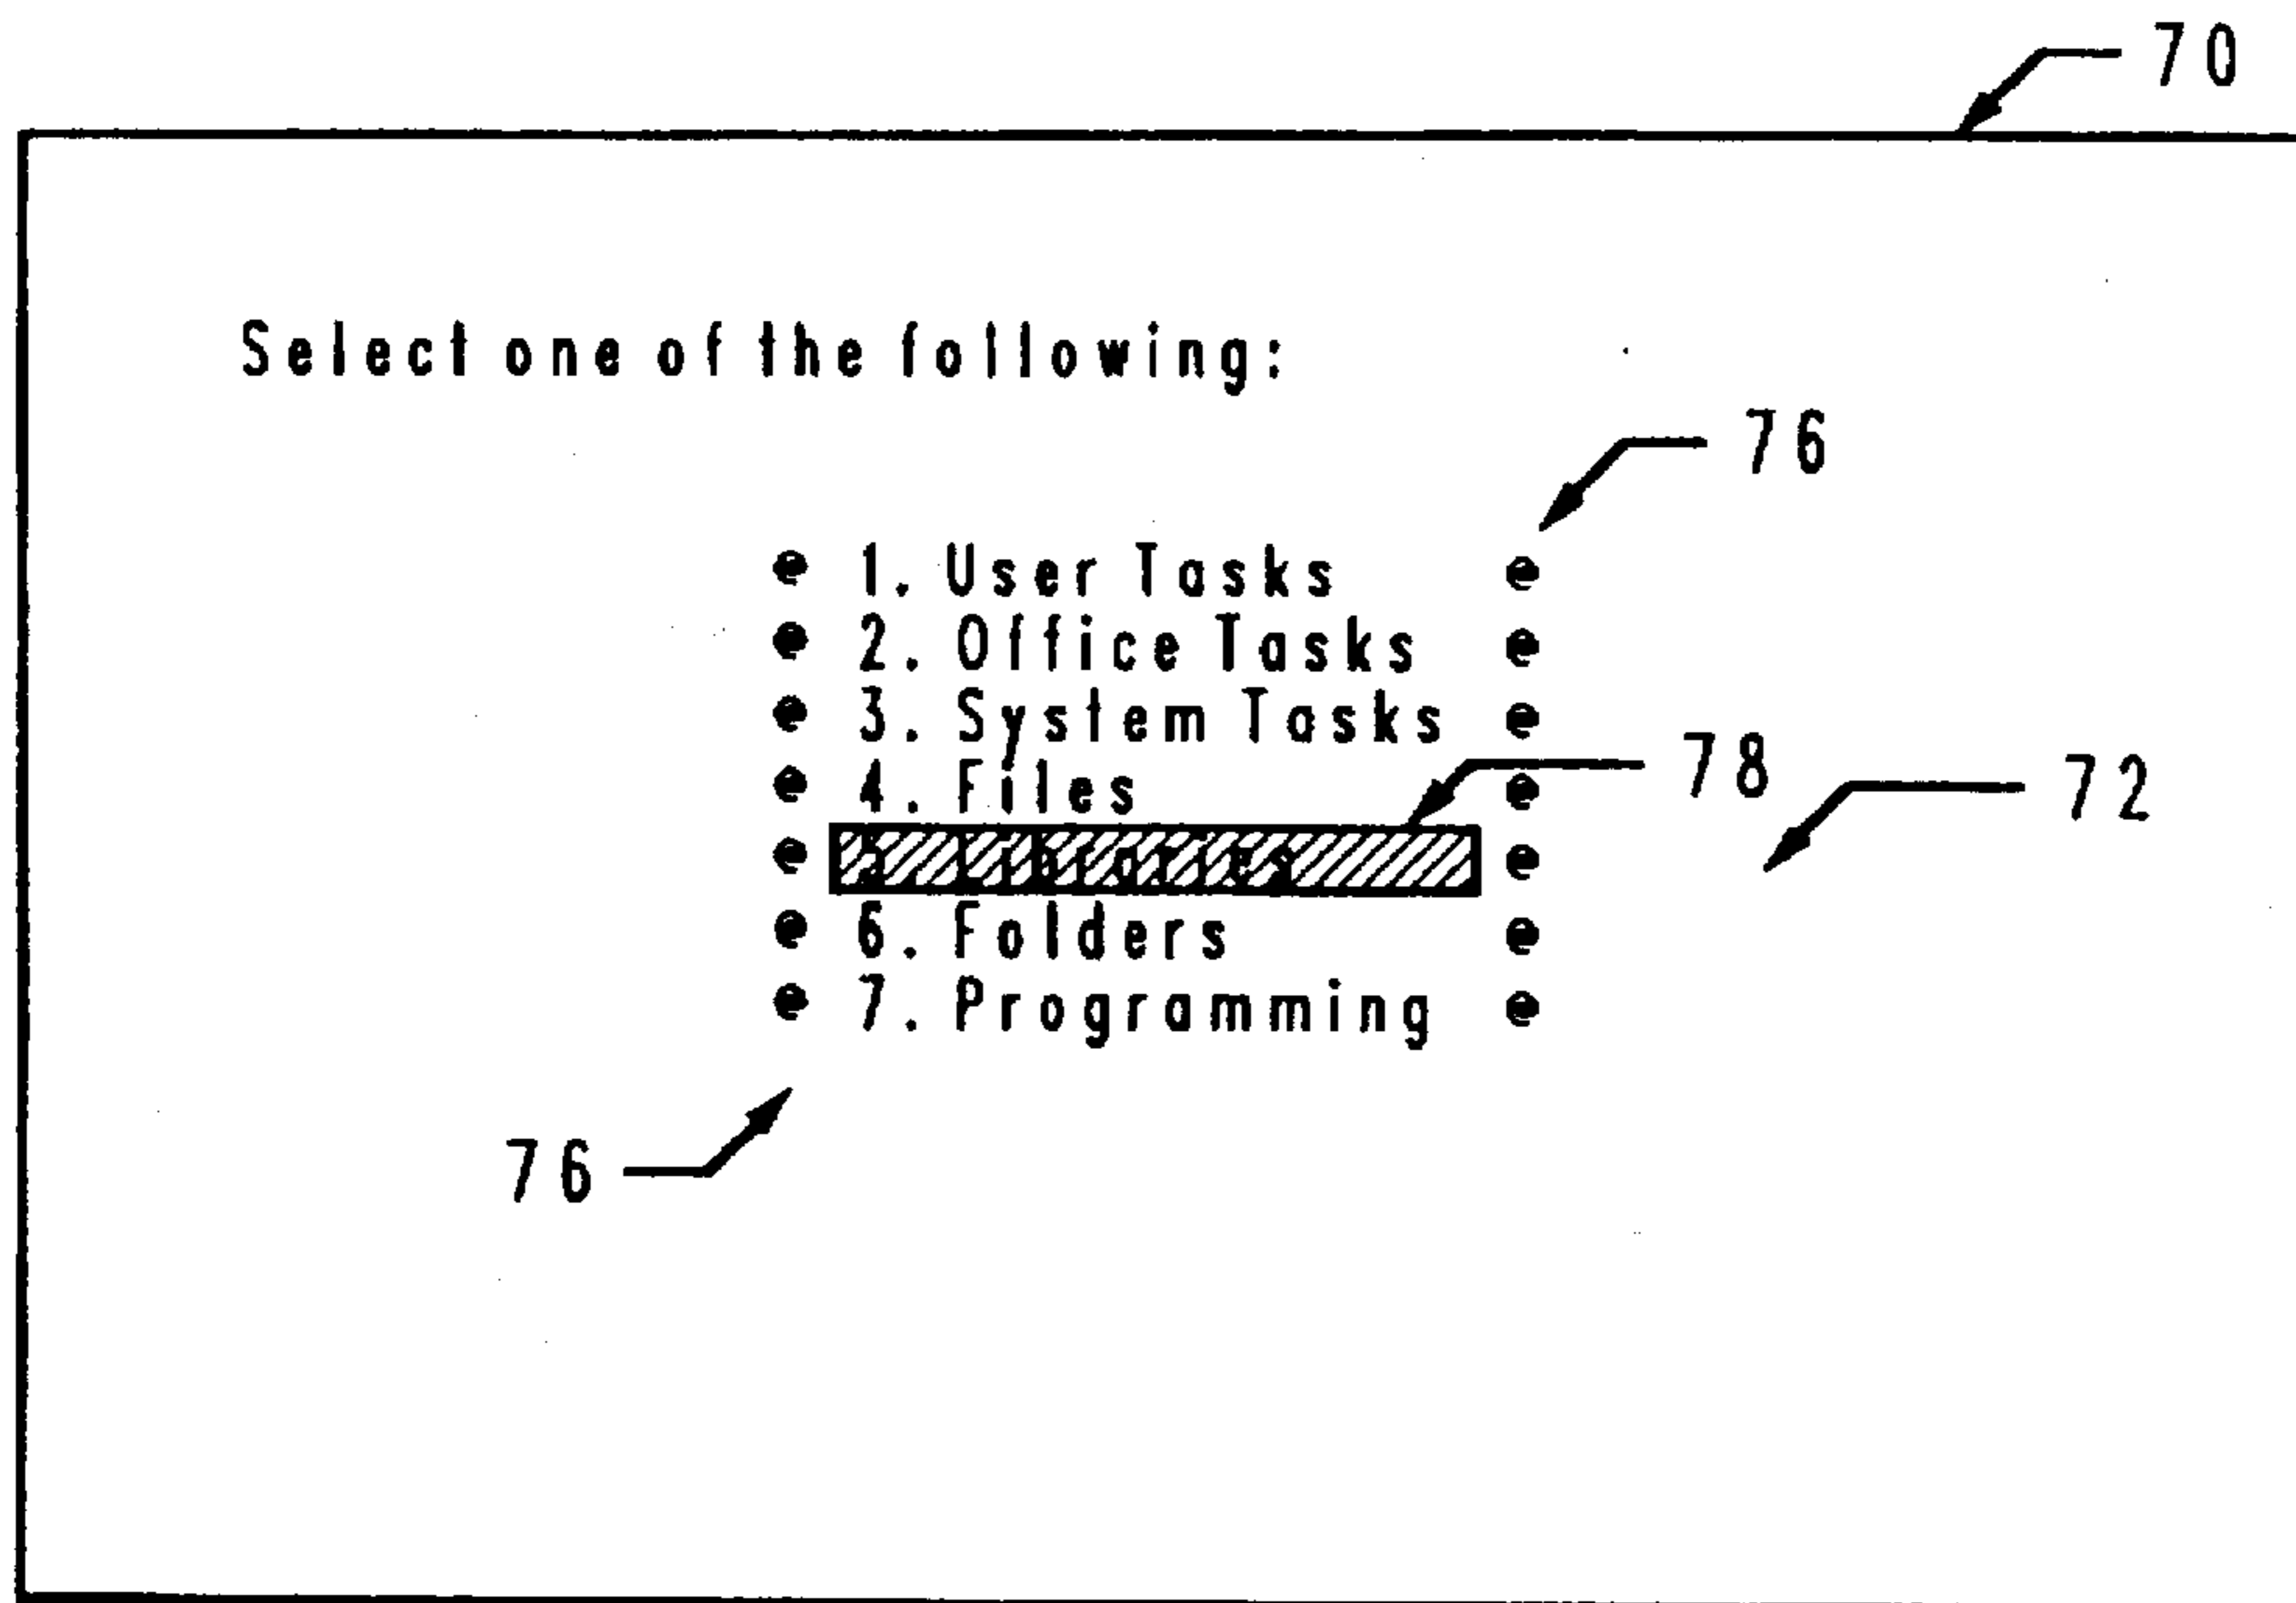 70
Select one of the following:
76
1. User Tasks
2. Office Tasks
3. System Tasks
78
72
4. Files
6. Folders
7. Programming
76